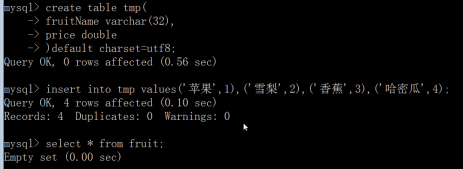 mysql> create table tmp(
-> fruitName varchar(32),
-> price double
-> )default charset=utf8;
Query OK, 0 rows affected (0.56 sec)
mysql> insert into tmp values('苹果',1),('雪梨',2),('香蕉',3),('哈密瓜',4);
Query OK, 4 rows affected (0.10 sec)
Records: 4  Duplicates: 0  Warnings: 0
mysql> select * from fruit;
Empty set (0.00 sec)